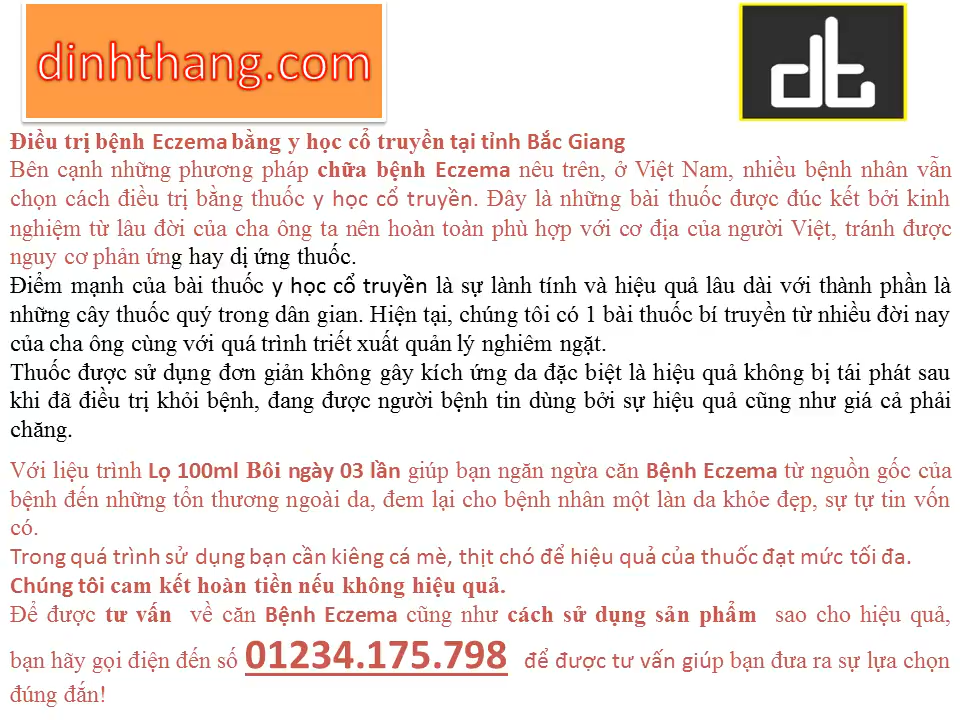 dinhthang.com
dt
Điều trị bệnh Eczema bằng y học cổ truyền tại tỉnh Bắc Giang
Bên cạnh những phương pháp chữa bệnh Eczema nêu trên, ở Việt Nam, nhiều bệnh nhân vẫn
chọn cách điều trị bằng thuốc y học cổ truyền. Đây là những bài thuốc được đúc kết bởi kinh
nghiệm từ lâu đời của cha ông ta nên hoàn toàn phù hợp với cơ địa của người Việt, tránh được
nguy cơ phản ứng hay dị ứng thuốc.
Điểm mạnh của bài thuốc y học cổ truyền là sự lành tính và hiệu quả lâu dài với thành phần là
những cây thuốc quý trong dân gian. Hiện tại, chúng tôi có 1 bài thuốc bí truyền từ nhiều đời nay
của cha ông cùng với quá trình triết xuất quản lý nghiêm ngặt.
Thuốc được sử dụng đơn giản không gây kích ứng da đặc biệt là hiệu quả không bị tái phát sau
khi đã điều trị khỏi bệnh, đang được người bệnh tin dùng bởi sự hiệu quả cũng như giá cả phải
chăng.
Với liệu trình Lọ 100ml Bôi ngày 03 lần giúp bạn ngăn ngừa căn Bệnh Eczema từ nguồn gốc của
bệnh đến những tổn thương ngoài da, đem lại cho bệnh nhân một làn da khỏe đẹp, sự tự tin vốn
có.
Trong quá trình sử dụng bạn cần kiêng cá mè, thịt chó để hiệu quả của thuốc đạt mức tối đa.
Chúng tôi cam kết hoàn tiền nếu không hiệu quả.
Để được tư vấn về căn Bệnh Eczema cũng như cách sử dụng sản phẩm sao cho hiệu quả,
bạn hãy gọi điện đến số 01234.175.798 để được tư vấn giúp bạn đưa ra sự lựa chọn
đúng đắn!